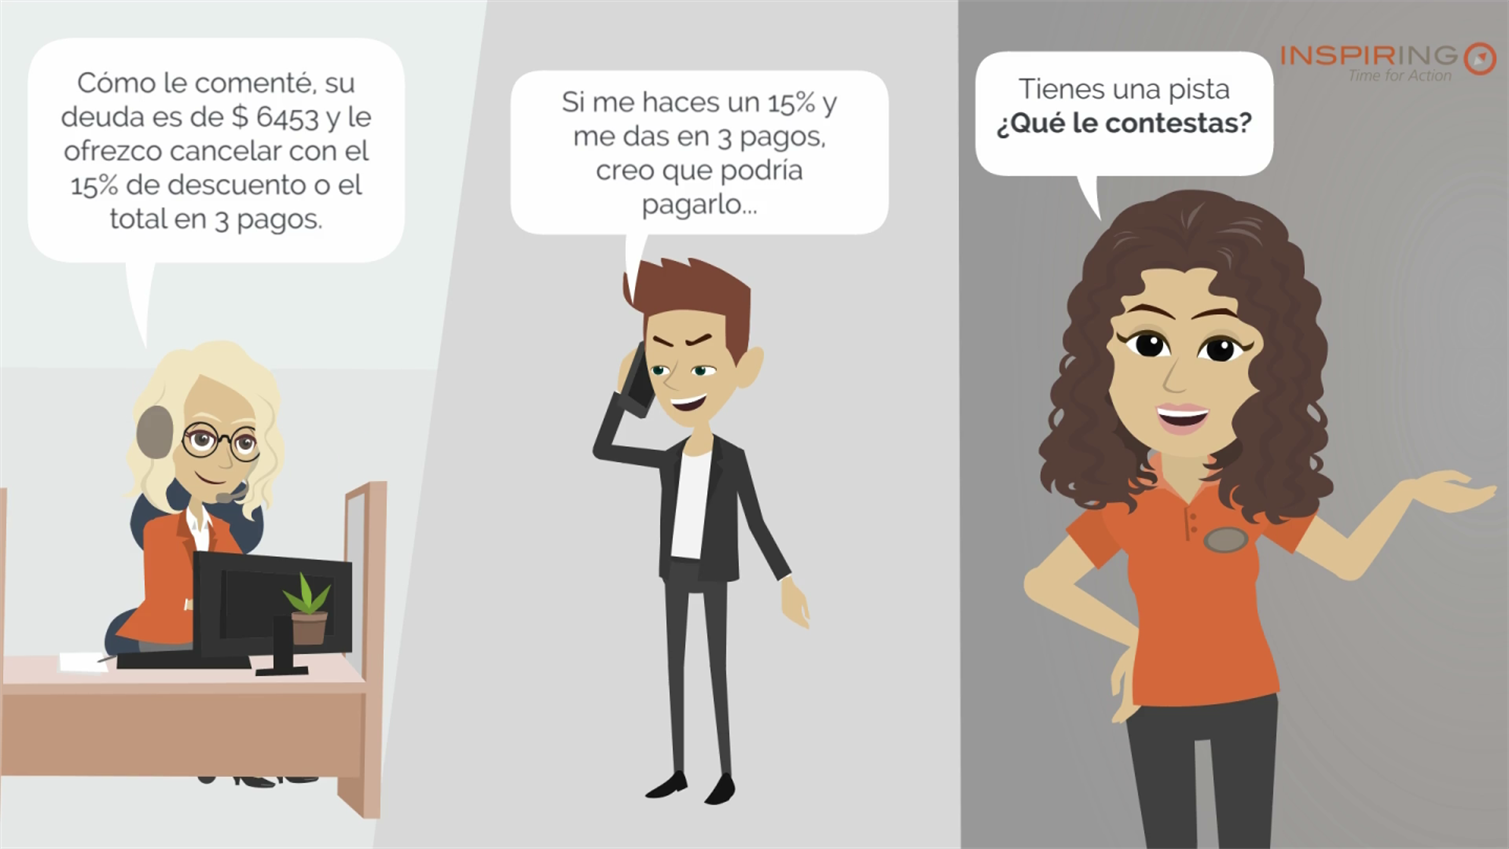 Cómo le comenté, su
deuda es de $ 6453 y le
ofrezco cancelar con el
15% de descuento o el
total en 3 pagos.
Si me haces un 15% y
me das en 3 pagos,
creo que podría
pagarlo...
Tienes una pista
¿Qué le contestas?
INSPIRING
Time for Action